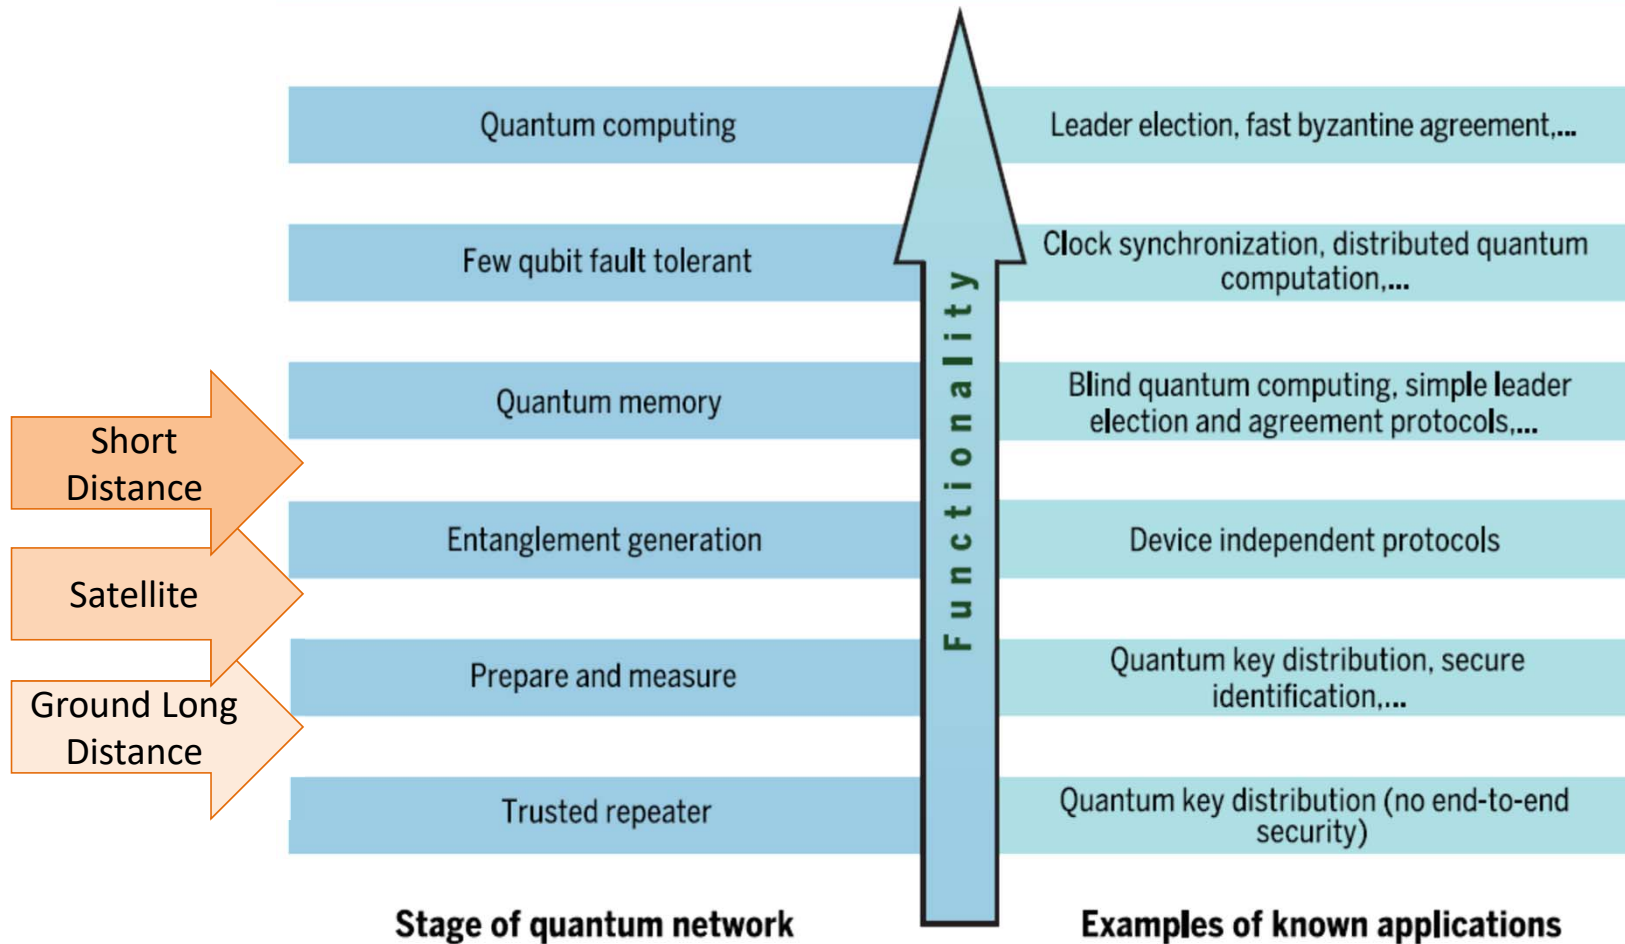 Quantum computing
Leader election, fast byzantine agreement,...
Few qubit fault tolerant
Clock synchronization, distributed quantum
computation,...
Short
Distance
Quantum memory
Blind quantum computing, simple leader
election and agreement protocols,...
Satellite
Entanglement generation
Device independent protocols
Ground Long
Distance
Prepare and measure
Quantum key distribution, secure
identification,...
Trusted repeater
Quantum key distribution (no end-to-end
security)
Functionality
Stage of quantum network
Examples of known applications